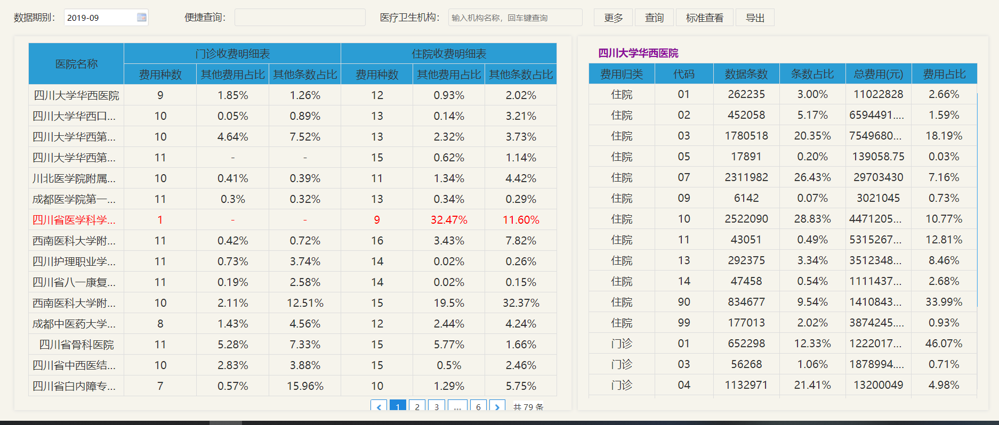 数据期别： 2019-09 便捷查询： 医疗卫生机构： 输入机构名称，回车键查询 更多 查询 标准查看 导出
医院名称 门诊收费明细表 住院收费明细表
费用种数 其他费用占比 其他条数占比 费用种数 其他费用占比 其他条数占比
四川大学华西医院 9 1.85% 1.26% 12 0.93% 2.02%
四川大学华西口... 10 0.05% 0.89% 13 0.14% 3.21%
四川大学华西第... 10 4.64% 7.52% 13 2.32% 3.73%
四川大学华西第... 11 - - 15 0.62% 1.14%
川北医学院附属... 10 0.41% 0.39% 11 1.34% 4.42%
成都医学院第一... 11 0.3% 0.32% 13 0.34% 0.29%
四川省医学科学... 1 - - 9 32.47% 11.60%
西南医科大学附... 11 0.42% 0.72% 16 3.43% 7.82%
四川护理职业学... 11 0.73% 3.74% 14 0.02% 0.26%
四川省八一康复... 11 0.19% 2.58% 14 0.02% 0.15%
西南医科大学附... 10 2.11% 12.51% 15 19.5% 32.37%
成都中医药大学... 8 1.43% 4.56% 12 2.44% 4.24%
四川省骨科医院 11 5.28% 7.33% 15 5.77% 1.66%
四川省中西医结... 10 2.83% 3.88% 15 0.5% 2.46%
四川省白内障专... 7 0.57% 15.96% 10 1.29% 5.75%
1 2 3 ... 6 共 79 条
四川大学华西医院
费用归类 代码 数据条数 条数占比 总费用(元) 费用占比
住院 01 262235 3.00% 11022828 2.66%
住院 02 452058 5.17% 6594491.... 1.59%
住院 03 1780518 20.35% 7549680... 18.19%
住院 05 17891 0.20% 139058.75 0.03%
住院 07 2311982 26.43% 29703430 7.16%
住院 09 6142 0.07% 3021045 0.73%
住院 10 2522090 28.83% 4471205... 10.77%
住院 11 43051 0.49% 5315267... 12.81%
住院 13 292375 3.34% 3512348... 8.46%
住院 14 47458 0.54% 1111437... 2.68%
住院 90 834677 9.54% 1410843... 33.99%
住院 99 177013 2.02% 3874245.... 0.93%
门诊 01 652298 12.33% 1222017... 46.07%
门诊 03 56268 1.06% 1878994.... 0.71%
门诊 04 1132971 21.41% 13200049 4.98%